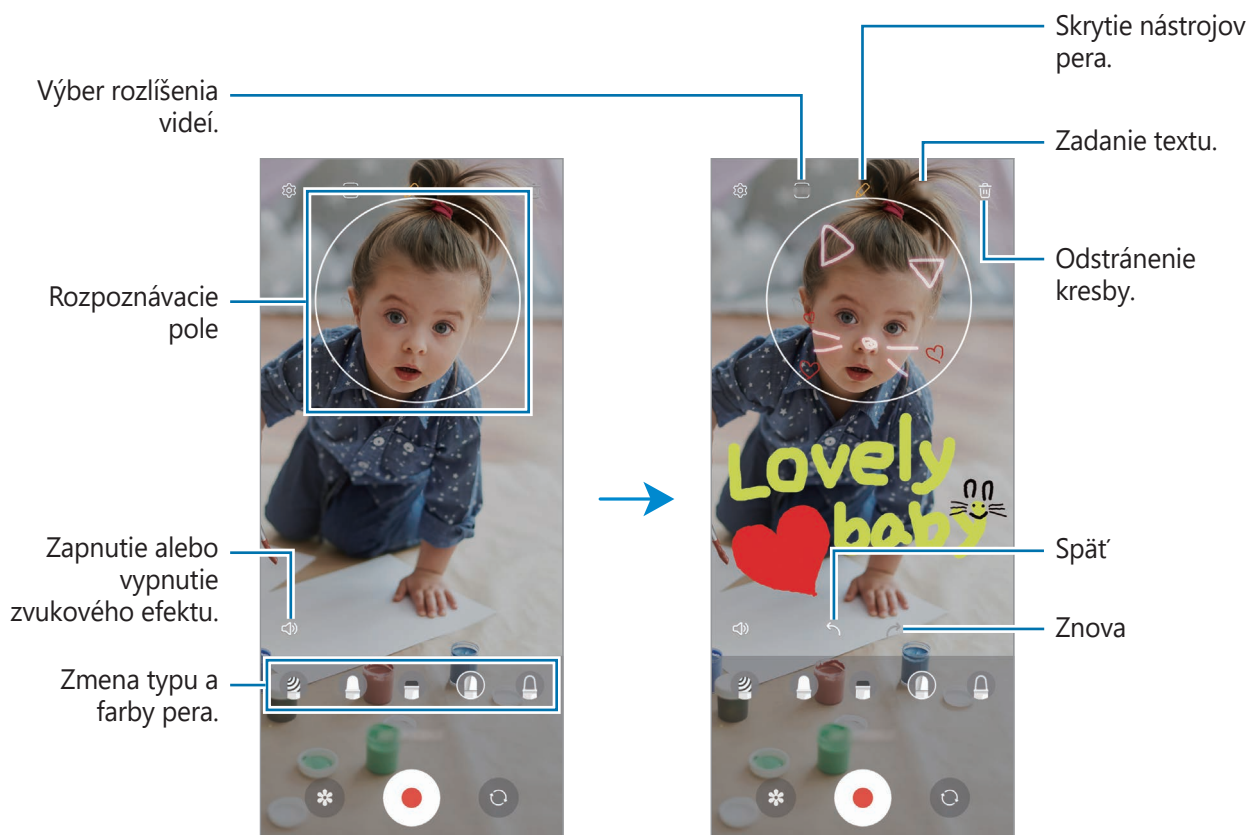 Skrytie nástrojov
pera.
Výber rozlíšenia
videí.
Zadanie textu.
Odstránenie
kresby.
Rozpoznávacie
pole
Lovely
baby
Zapnutie alebo
vypnutie
zvukového efektu.
Späť
Znova
Zmena typu a
farby pera.